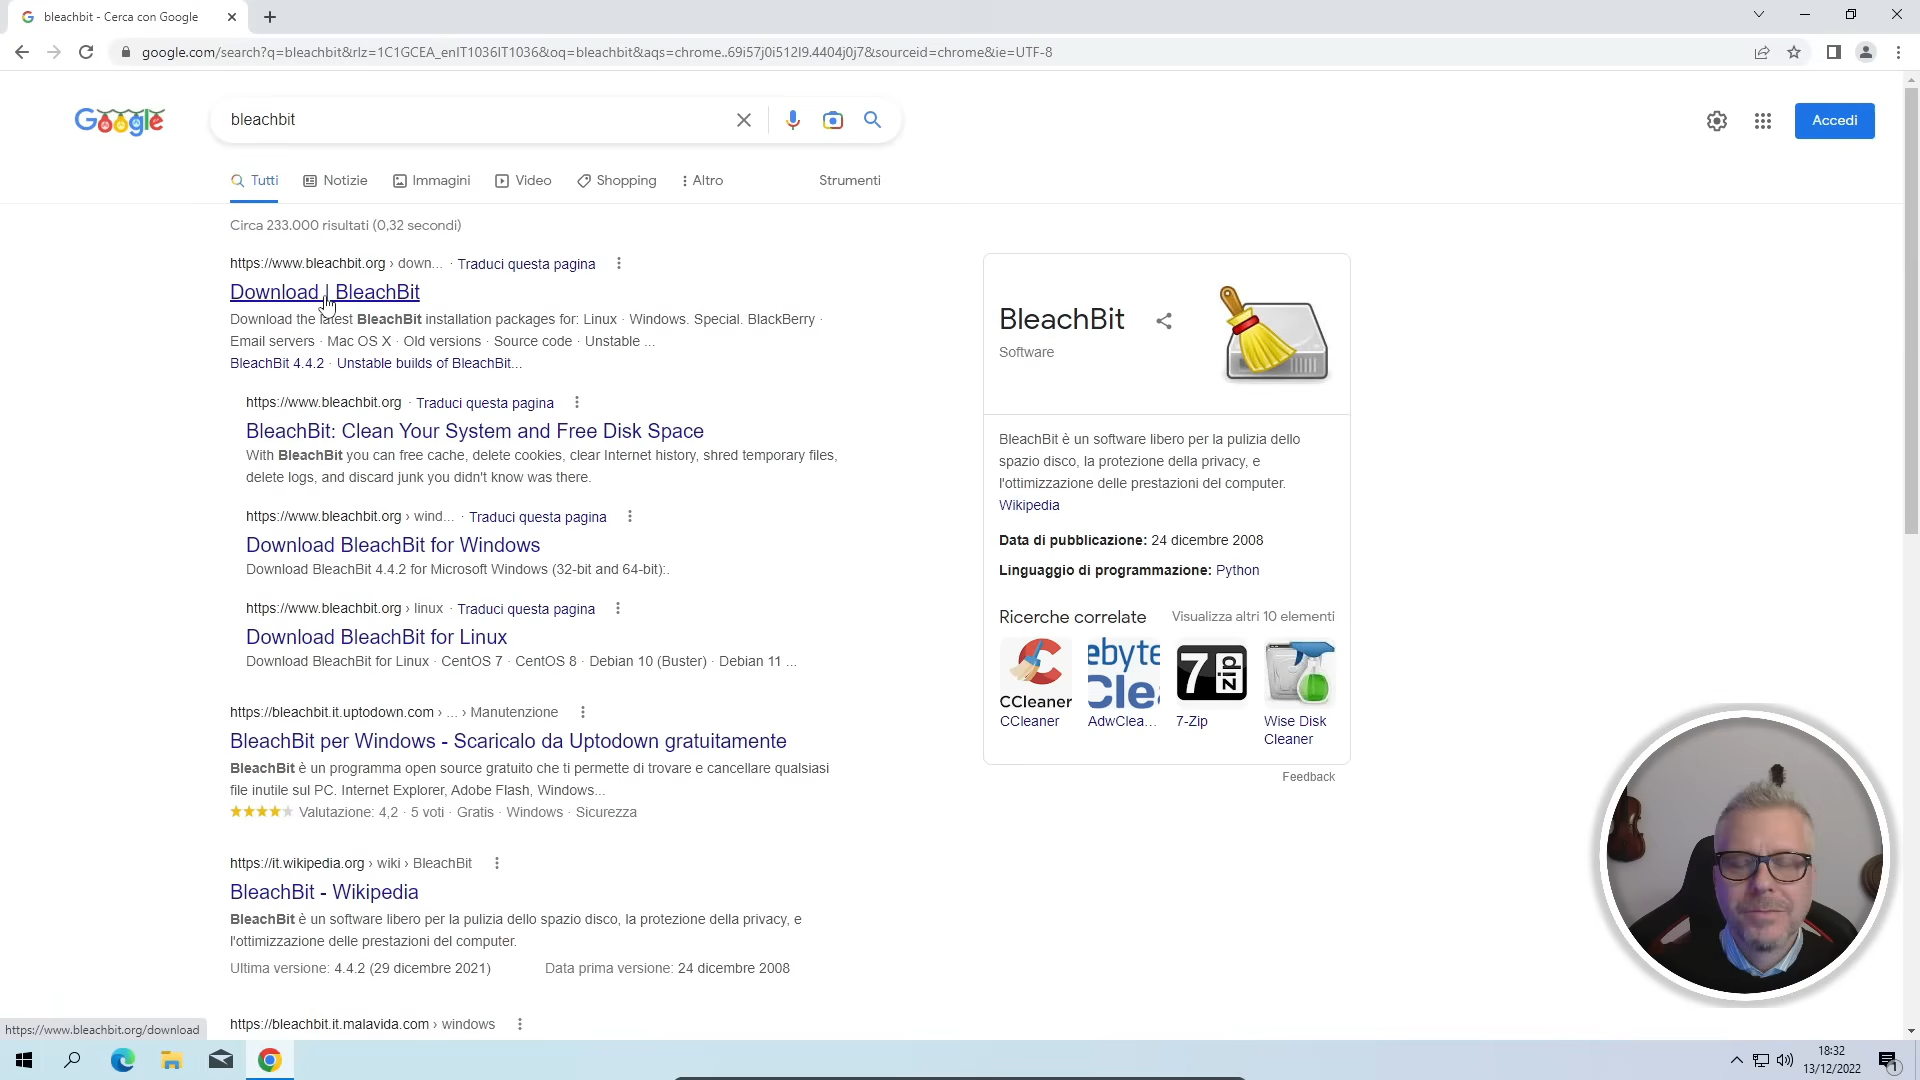 bleachbit - Cerca con Google
google.com/search?q=bleachbit&rlz=1C1GCEA_enIT1036IT1036&oq=bleachbit&aqs=chrome..69i57j0i512l9.4404j0j7&sourceid=chrome&ie=UTF-8
Google
bleachbit
Accedi
Tutti Notizie Immagini Video Shopping Altro Strumenti
Circa 233.000 risultati (0,32 secondi)
https://www.bleachbit.org › down... · Traduci questa pagina
Download | BleachBit
Download the latest BleachBit installation packages for: Linux · Windows. Special. BlackBerry ·
Email servers · Mac OS X · Old versions · Source code · Unstable ...
BleachBit 4.4.2 · Unstable builds of BleachBit...
https://www.bleachbit.org · Traduci questa pagina
BleachBit: Clean Your System and Free Disk Space
With BleachBit you can free cache, delete cookies, clear Internet history, shred temporary files,
delete logs, and discard junk you didn't know was there.
https://www.bleachbit.org › wind... · Traduci questa pagina
Download BleachBit for Windows
Download BleachBit 4.4.2 for Microsoft Windows (32-bit and 64-bit):.
https://www.bleachbit.org › linux · Traduci questa pagina
Download BleachBit for Linux
Download BleachBit for Linux · CentOS 7 · CentOS 8 · Debian 10 (Buster) · Debian 11 ...
https://bleachbit.it.uptodown.com › ... › Manutenzione
BleachBit per Windows - Scaricalo da Uptodown gratuitamente
BleachBit è un programma open source gratuito che ti permette di trovare e cancellare qualsiasi
file inutile sul PC. Internet Explorer, Adobe Flash, Windows...
Valutazione: 4,2 · 5 voti · Gratis · Windows · Sicurezza
https://it.wikipedia.org › wiki › BleachBit
BleachBit - Wikipedia
BleachBit è un software libero per la pulizia dello spazio disco, la protezione della privacy, e
l'ottimizzazione delle prestazioni del computer.
Ultima versione: 4.4.2 (29 dicembre 2021) Data prima versione: 24 dicembre 2008
https://bleachbit.it.malavida.com › windows
BleachBit
Software
BleachBit è un software libero per la pulizia dello
spazio disco, la protezione della privacy, e
l'ottimizzazione delle prestazioni del computer.
Wikipedia
Data di pubblicazione: 24 dicembre 2008
Linguaggio di programmazione: Python
Ricerche correlate Visualizza altri 10 elementi
CCleaner ebyte Cle 7 zip
CCleaner AdwClea... 7-Zip Wise Disk
Cleaner
Feedback
https://www.bleachbit.org/download
18:32
13/12/2022
1